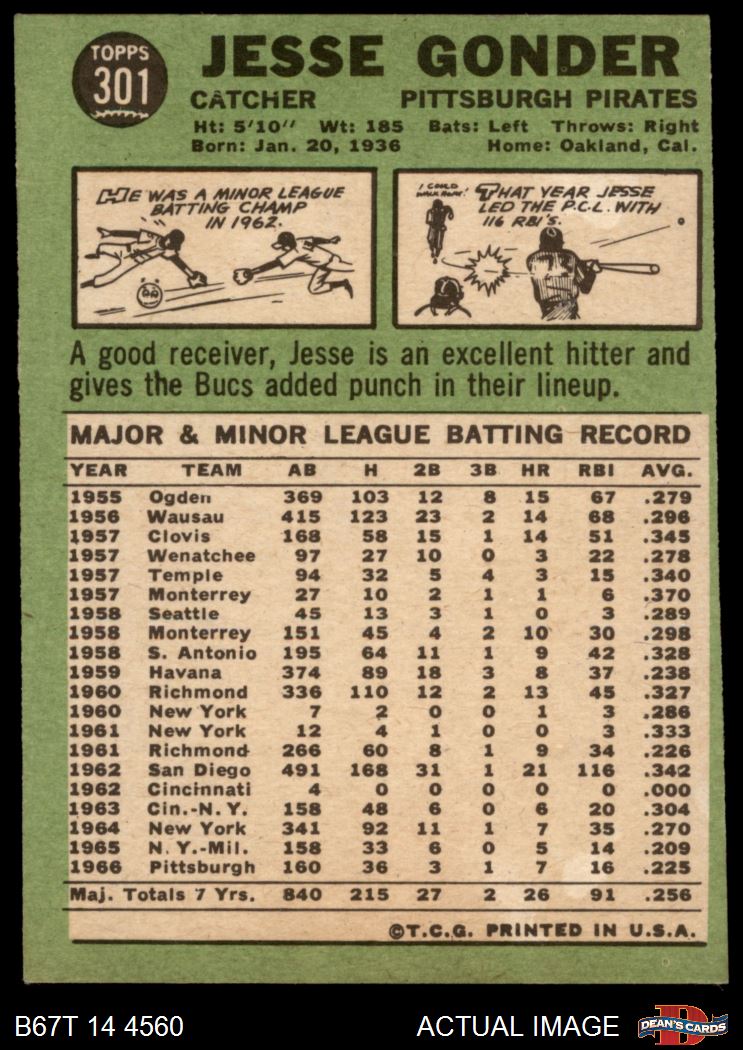 TOPPS
301
JESSE GONDER
CATCHER PITTSBURGH PIRATES
Ht: 5'10" Wt: 185 Bats: Left Throws: Right
Born: Jan. 20, 1936 Home: Oakland, Cal.
HE WAS A MINOR LEAGUE
BATTING CHAMP
IN 1962.
I COULD
WALK HOME!
THAT YEAR JESSE
LED THE P.C.L. WITH
116 RBI'S.
A good receiver, Jesse is an excellent hitter and
gives the Bucs added punch in their lineup.
MAJOR & MINOR LEAGUE BATTING RECORD
YEAR TEAM AB H 2B 3B HR RBI AVG.
1955 Ogden 369 103 12 8 15 67 .279
1956 Wausau 415 123 23 2 14 68 .296
1957 Clovis 168 58 15 1 14 51 .345
1957 Wenatchee 97 27 10 0 3 22 .278
1957 Temple 94 32 5 4 3 15 .340
1957 Monterrey 27 10 2 1 1 6 .370
1958 Seattle 45 13 3 1 0 3 .289
1958 Monterrey 151 45 4 2 10 30 .298
1958 S. Antonio 195 64 11 1 9 42 .328
1959 Havana 374 89 18 3 8 37 .238
1960 Richmond 336 110 12 2 13 45 .327
1960 New York 7 2 0 0 1 3 .286
1961 New York 12 4 1 0 0 3 .333
1961 Richmond 266 60 8 1 9 34 .226
1962 San Diego 491 168 31 1 21 116 .342
1962 Cincinnati 4 0 0 0 0 0 .000
1963 Cin.-N. Y. 158 48 6 0 6 20 .304
1964 New York 341 92 11 1 7 35 .270
1965 N. Y.-Mil. 158 33 6 0 5 14 .209
1966 Pittsburgh 160 36 3 1 7 16 .225
Maj. Totals 7 Yrs. 840 215 27 2 26 91 .256
©T.C.G. PRINTED IN U.S.A.
B67T 14 4560 ACTUAL IMAGE
D
DEAN'S CARDS